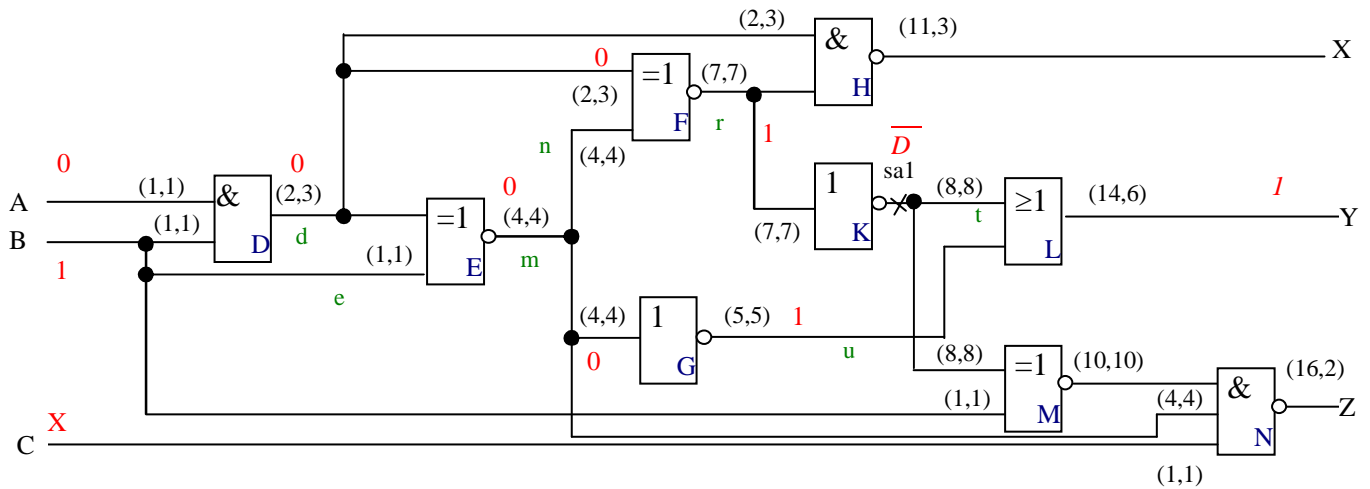 (2,3) (11,3)
& X
0 =1 (7,7) H
(2,3)
F r
n 1 D
0 0 (4,4) sa1
(1,1) & 0 1 (8,8) ≥1 (14,6) 1
A (2,3) =1 (4,4) t
B (1,1) D d K Y
1 (1,1) E m (7,7) L
e
(4,4) 1 (5,5) 1
0 G u (8,8) =1 (10,10) (16,2)
&
X (1,1) M (4,4) Z
C N
(1,1)